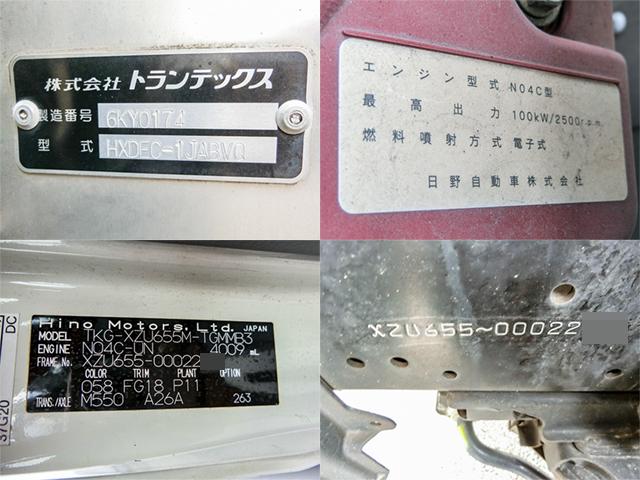 株式会社 トランテックス
製造番号 6KY0174
型式 HXDFC-1JABVQ
エンジン型式 N04C型
最高出力 100kW/2500rpm
燃料噴射方式 電子式
日野自動車株式会社
Hino Motors, Ltd. JAPAN
MODEL TKG-XZU655M-TGMMB3
ENGINE N04C-UN 4009 mL
FRAME No. XZU655-00022
COLOR TRIM PLANT OPTION
058 FG18 P11
TRANS./AXLE M550 A26A 263
DC
37G20
XZU655-00022